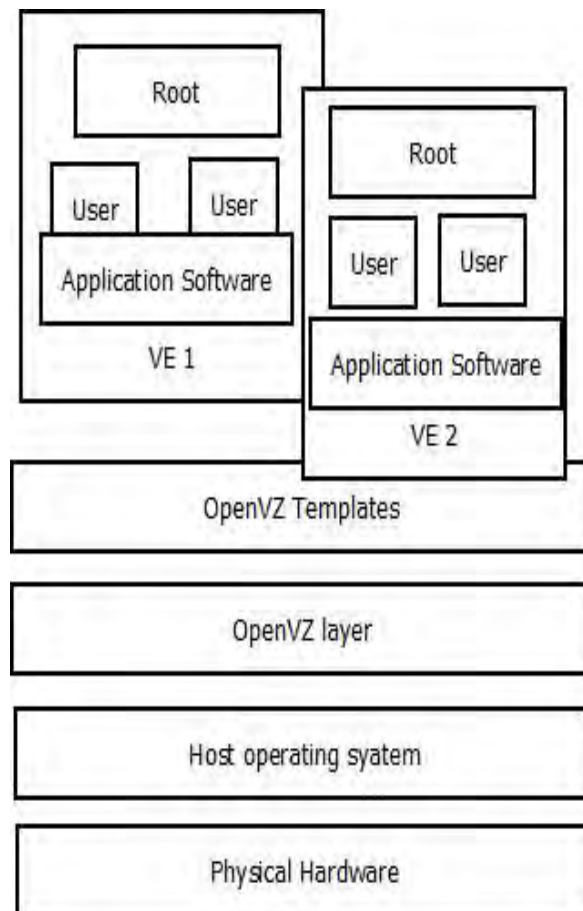 Root
User
User
Application Software
VE 1
Root
User
User
Application Software
VE 2
OpenVZ Templates
OpenVZ layer
Host operating syatem
Physical Hardware